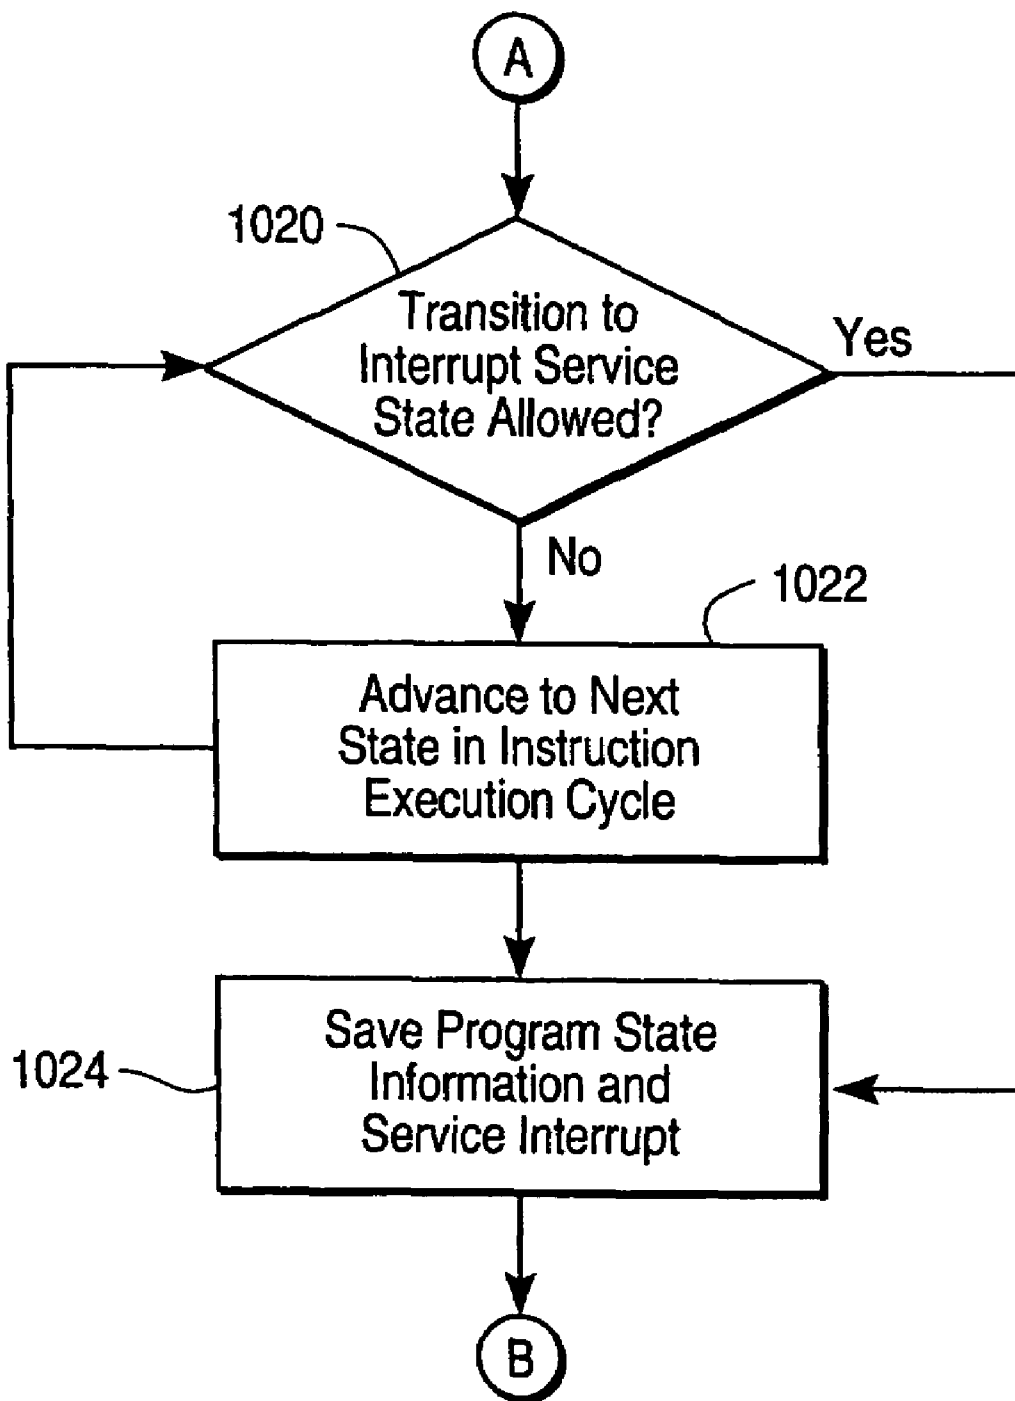 A
1020
Transition to
Interrupt Service
State Allowed?
Yes
No
1022
Advance to Next
State in Instruction
Execution Cycle
Save Program State
Information and
Service Interrupt
1024
B